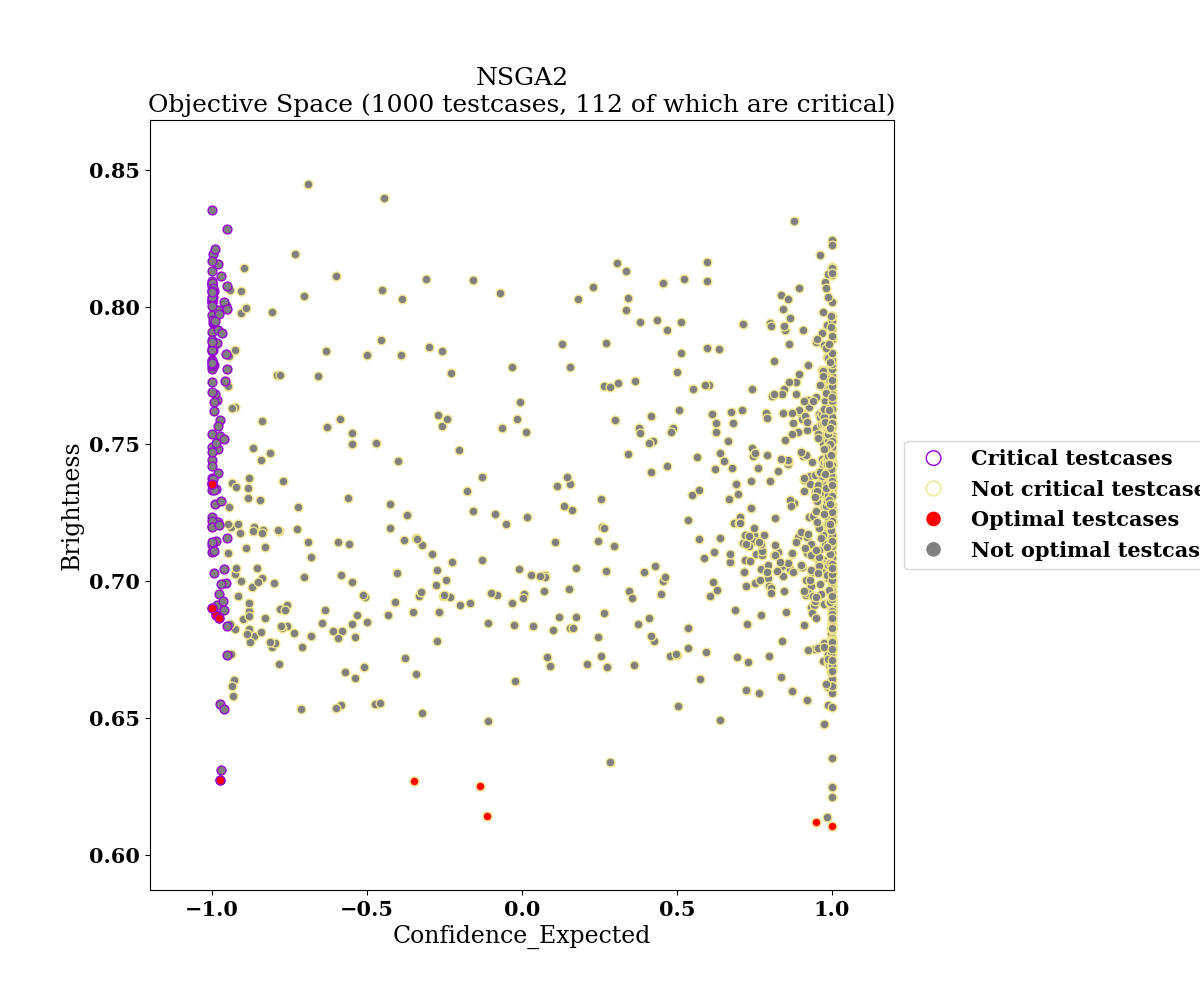 NSGA2
Objective Space (1000 testcases, 112 of which are critical)
0.85
0.80
0.75
0.70
0.65
0.60
Brightness
−1.0
−0.5
0.0
0.5
1.0
Confidence_Expected
Critical testcases
Not critical testcase
Optimal testcases
Not optimal testcas